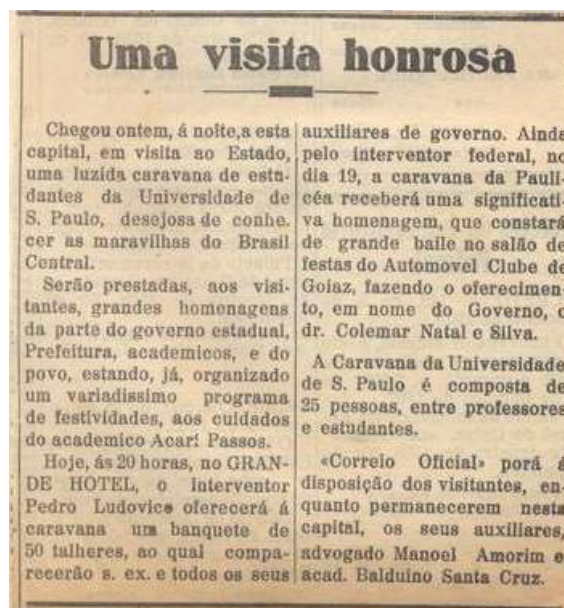 Uma visita honrosa
Chegou ontem, á noite,a esta
capital, em visita ao Estado,
uma luzida caravana de estu-
dantes da Universidade de
S. Paulo, desejosa de conhe.
cer as maravilhas do Brasil
Central.
Serão prestadas, aos visi-
tantes, grandes homenagens
da parte do governo estadual,
Prefeitura, academicos, e do
povo, estando, já, organizado
um variadissimo programa
de festividades, aos cuidados
do academico Acari Passos.
Hoje, ás 20 horas, no GRAN-
DE HOTEL, o interventor
Pedro Ludovico oferecerá á
caravana um banquete de
50 talheres, ao qual compa-
recerão s. ex. e todos os seus
auxiliares de governo. Ainda
pelo interventor federal, no
dia 19, a caravana da Pauli-
céa receberá uma significati-
va homenagem, que constará
de grande baile no salão de
festas do Automovel Clube de
Goiaz, fazendo o oferecimen-
to, em nome do Governo, o
dr. Colemar Natal e Silva.
A Caravana da Universidade
de S. Paulo é composta de
25 pessoas, entre professores
e estudantes.
«Correio Oficial» porá á
disposição dos visitantes, en-
quanto permanecerem nesta
capital, os seus auxiliares,
advogado Manoel Amorim e
acad. Balduino Santa Cruz.